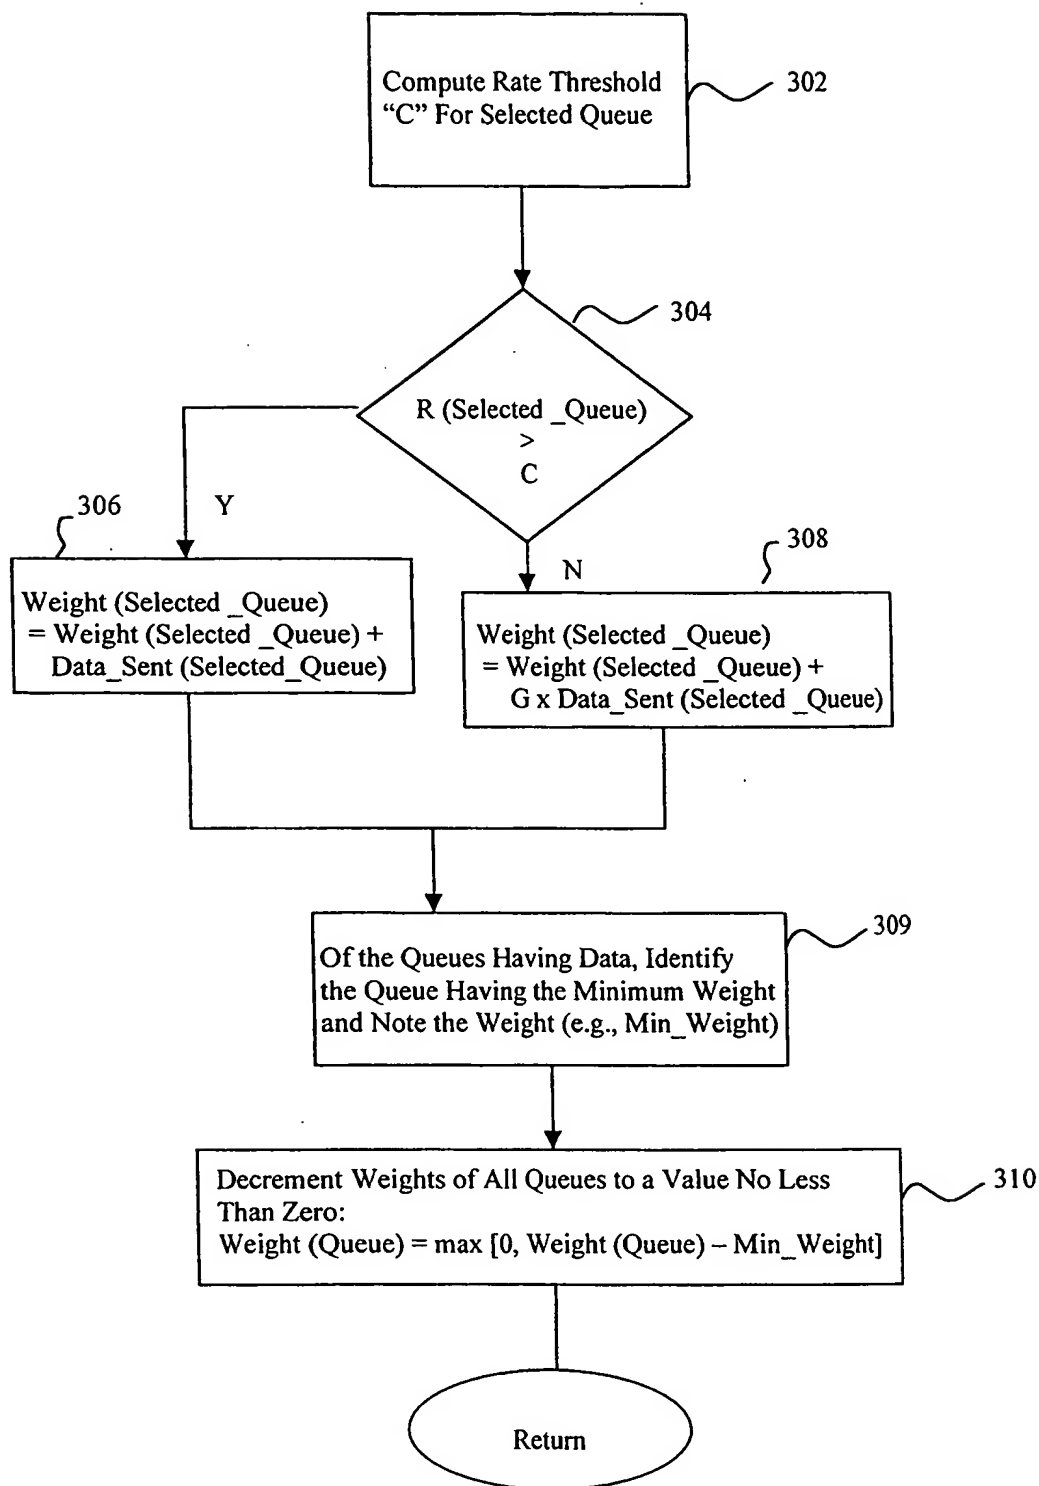 Compute Rate Threshold
“C” For Selected Queue
302
304
R (Selected _Queue)
>
C
Y
306
N
308
Weight (Selected _Queue)
= Weight (Selected _Queue) +
Data_Sent (Selected_Queue)
Weight (Selected _Queue)
= Weight (Selected _Queue) +
G x Data_Sent (Selected _Queue)
309
Of the Queues Having Data, Identify
the Queue Having the Minimum Weight
and Note the Weight (e.g., Min_Weight)
310
Decrement Weights of All Queues to a Value No Less
Than Zero:
Weight (Queue) = max [0, Weight (Queue) – Min_Weight]
Return